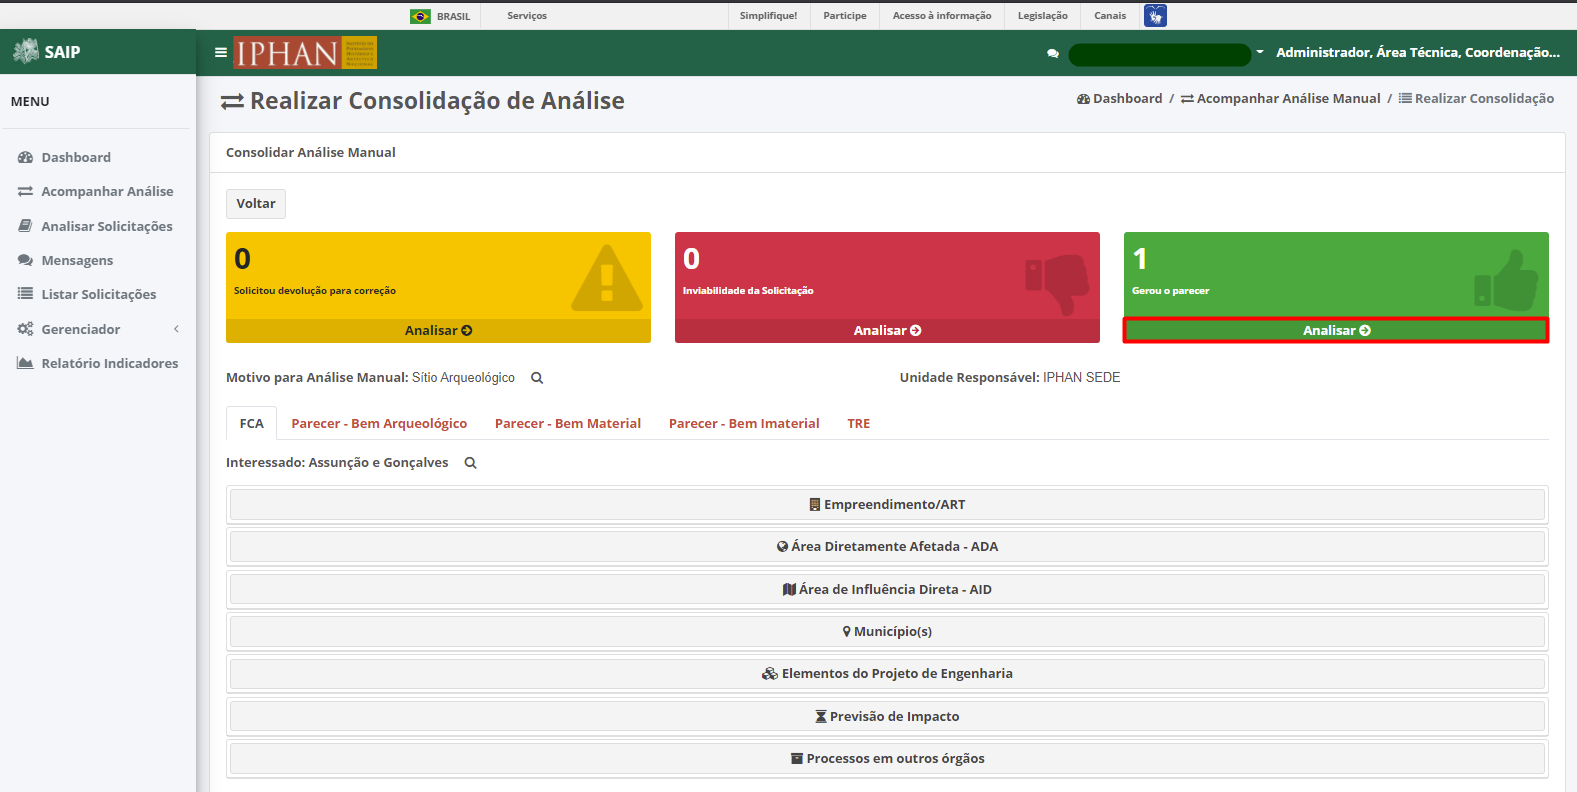 BRASIL
Serviços
Simplifique!
Participe
Acesso à informação
Legislação
Canais
SAIP
IPHAN
Administrador, Área Técnica, Coordenação...
MENU
Dashboard
Acompanhar Análise
Analisar Solicitações
Mensagens
Listar Solicitações
Gerenciador
Relatório Indicadores
Realizar Consolidação de Análise
Dashboard / Acompanhar Análise Manual / Realizar Consolidação
Consolidar Análise Manual
Voltar
0
Solicitou devolução para correção
Analisar
0
Inviabilidade da Solicitação
Analisar
1
Gerou o parecer
Analisar
Motivo para Análise Manual: Sítio Arqueológico
Unidade Responsável: IPHAN SEDE
FCA
Parecer - Bem Arqueológico
Parecer - Bem Material
Parecer - Bem Imaterial
TRE
Interessado: Assunção e Gonçalves
Empreendimento/ART
Área Diretamente Afetada - ADA
Área de Influência Direta - AID
Município(s)
Elementos do Projeto de Engenharia
Previsão de Impacto
Processos em outros órgãos